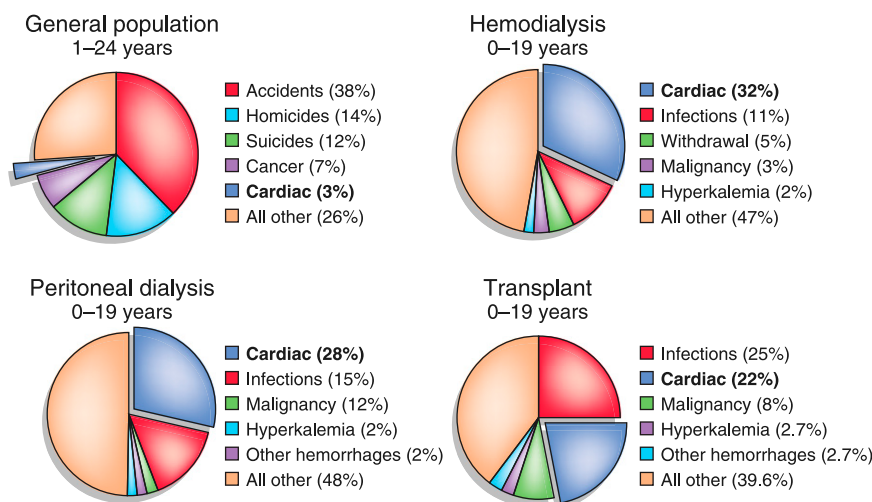 General population
1–24 years
Accidents (38%)
Homicides (14%)
Suicides (12%)
Cancer (7%)
Cardiac (3%)
All other (26%)
Hemodialysis
0–19 years
Cardiac (32%)
Infections (11%)
Withdrawal (5%)
Malignancy (3%)
Hyperkalemia (2%)
All other (47%)
Peritoneal dialysis
0–19 years
Cardiac (28%)
Infections (15%)
Malignancy (12%)
Hyperkalemia (2%)
Other hemorrhages (2%)
All other (48%)
Transplant
0–19 years
Infections (25%)
Cardiac (22%)
Malignancy (8%)
Hyperkalemia (2.7%)
Other hemorrhages (2.7%)
All other (39.6%)